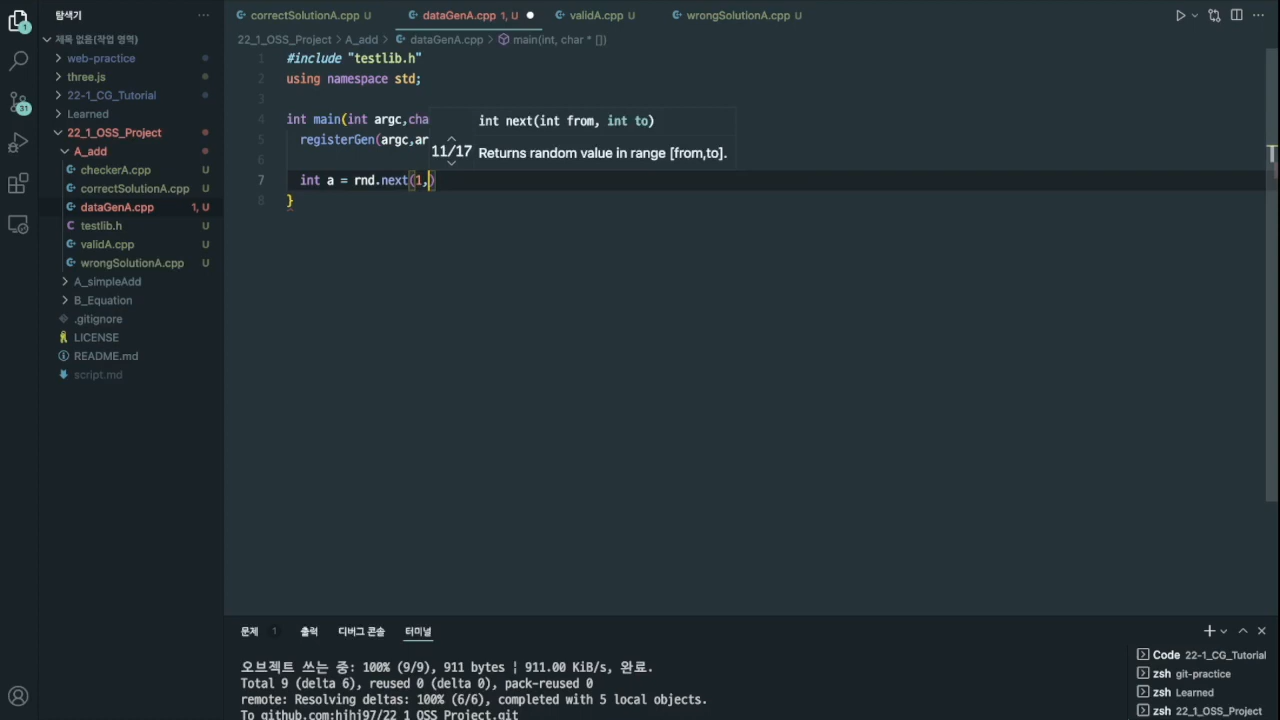 탐색기 ···
correctSolutionA.cpp U
dataGenA.cpp 1, U
validA.cpp U
wrongSolutionA.cpp U
···
제목 없음(작업 영역)
web-practice
three.js
22-1_CG_Tutorial
Learned
22_1_OSS_Project
A_add
checkerA.cpp U
correctSolutionA.cpp U
dataGenA.cpp 1, U
testlib.h U
validA.cpp U
wrongSolutionA.cpp U
A_simpleAdd
B_Equation
.gitignore
LICENSE
README.md
script.md
1
31
22_1_OSS_Project > A_add > dataGenA.cpp > main(int, char * [])
1 #include "testlib.h"
2 using namespace std;
3
4 int main(int argc,cha
5 registerGen(argc,ar
6
7 int a = rnd.next(1,)
8 }
int next(int from, int to)
11/17 Returns random value in range [from,to].
문제 1 출력 디버그 콘솔 터미널
오브젝트 쓰는 중: 100% (9/9), 911 bytes | 911.00 KiB/s, 완료.
Total 9 (delta 6), reused 0 (delta 0), pack-reused 0
remote: Resolving deltas: 100% (6/6), completed with 5 local objects.
To github.com:hjhj97/22_1_OSS_Project.git
Code 22-1_CG_Tutorial
zsh git-practice
zsh Learned
zsh 22_1_OSS_Project